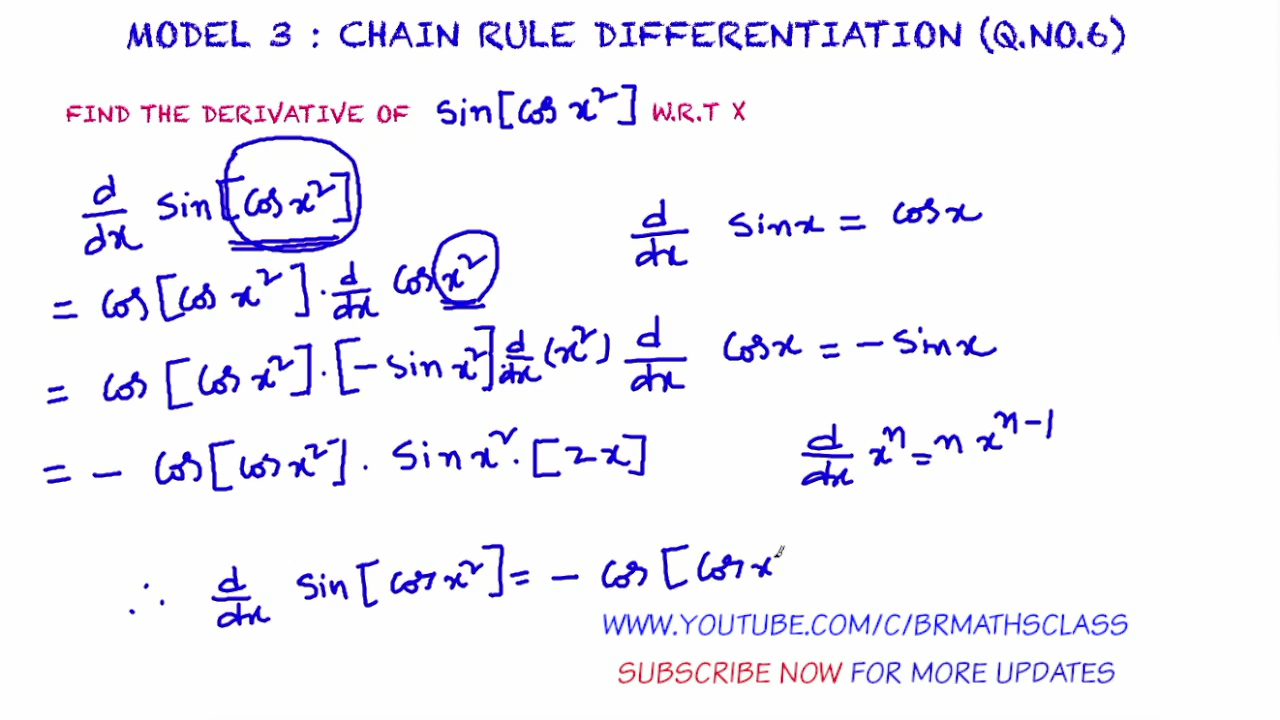 MODEL 3 : CHAIN RULE DIFFERENTIATION (Q.NO.6)
FIND THE DERIVATIVE OF sin[cos x²] W.R.T X
d/dx sin[cos x²]
d/dx sin x = cos x
= cos[cos x²] . d/dx cos x²
= cos [cos x²] . [- sin x²] d/dx (x²)
d/dx cos x = - sin x
= - cos[cos x²] . sin x² . [2x]
d/dx xⁿ = n xⁿ⁻¹
∴ d/dx sin [cos x²] = - cos [cos x
WWW.YOUTUBE.COM/C/BRMATHSCLASS
SUBSCRIBE NOW FOR MORE UPDATES